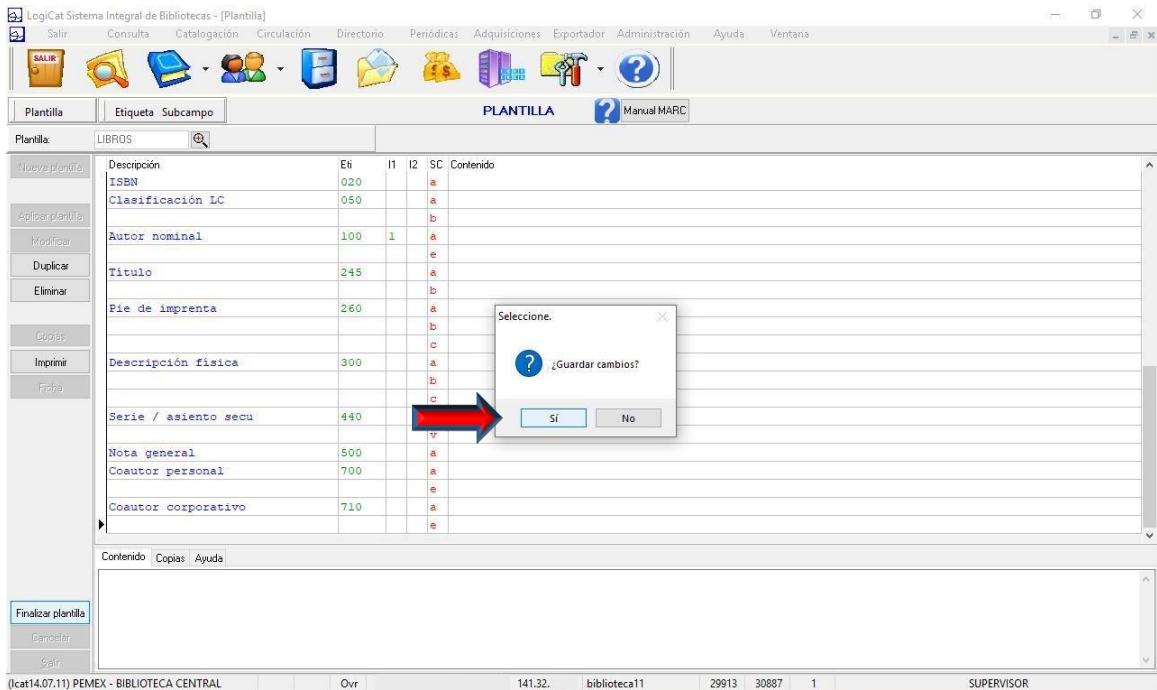 LogiCat Sistema Integral de Bibliotecas - [Plantilla]
Salir Consulta Catalogación Circulación Directorio Periódicas Adquisiciones Exportador Administración Ayuda Ventana
SALIR
Plantilla Etiqueta Subcampo PLANTILLA Manual MARC
Plantilla: LIBROS
Nueva plantilla
Aplicar plantilla
Modificar
Duplicar
Eliminar
Copias
Imprimir
Ficha
Descripción Eti I1 I2 SC Contenido
ISBN 020 a
Clasificación LC 050 a
b
Autor nominal 100 1 a
e
Título 245 a
b
Pie de imprenta 260 a
b
c
Descripción física 300 a
b
c
Serie / asiento secu 440
v
Nota general 500 a
Coautor personal 700 a
e
Coautor corporativo 710 a
e
Seleccione.
¿Guardar cambios?
Sí No
Contenido Copias Ayuda
Finalizar plantilla
Cancelar
Salir
(lcat14.07.11) PEMEX - BIBLIOTECA CENTRAL Ovr 141.32. biblioteca11 29913 30887 1 SUPERVISOR